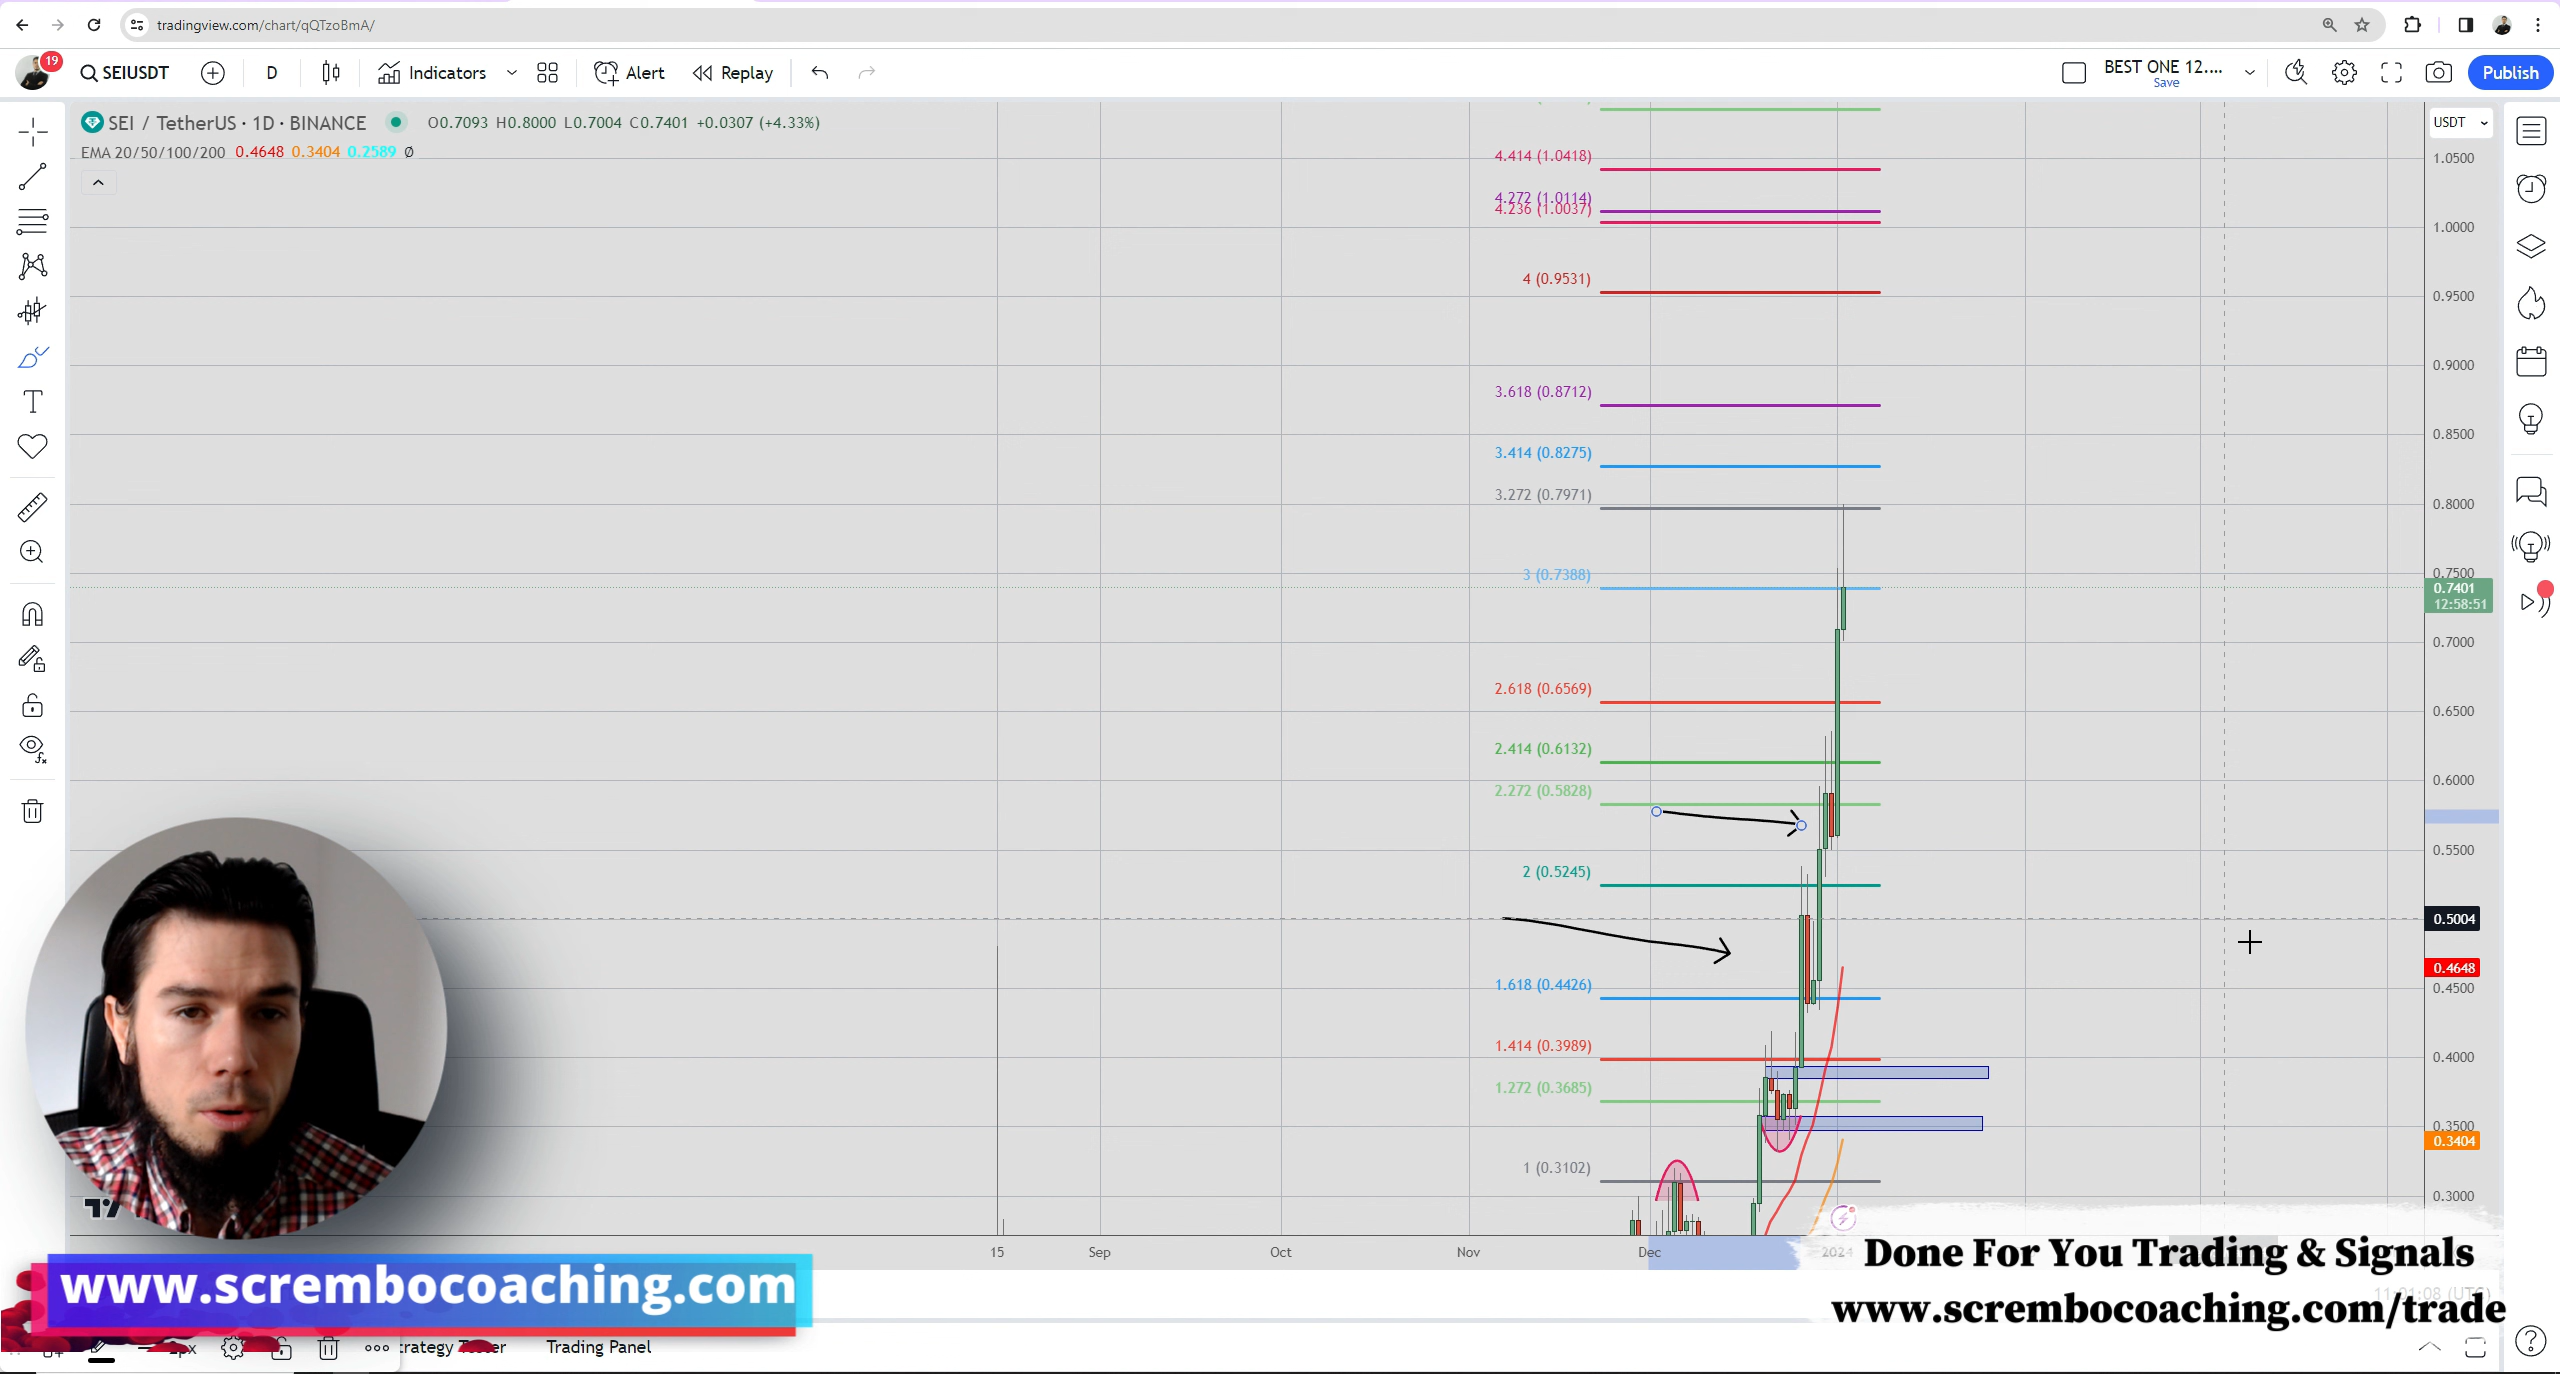 tradingview.com/chart/qQTzoBmA/
19
SEIUSDT
D
Indicators
Alert
Replay
BEST ONE 12....
Save
Publish
SEI / TetherUS · 1D · BINANCE
O0.7093 H0.8000 L0.7004 C0.7401 +0.0307 (+4.33%)
EMA 20/50/100/200 0.4648 0.3404 0.2589 Ø
USDT
4.414 (1.0418)
4.272 (1.0114)
4.236 (1.0037)
4 (0.9531)
3.618 (0.8712)
3.414 (0.8275)
3.272 (0.7971)
3 (0.7388)
2.618 (0.6569)
2.414 (0.6132)
2.272 (0.5828)
2 (0.5245)
1.618 (0.4426)
1.414 (0.3989)
1.272 (0.3685)
1 (0.3102)
1.0500
1.0000
0.9500
0.9000
0.8500
0.8000
0.7500
0.7401
12:58:51
0.7000
0.6500
0.6000
0.5500
0.5004
0.4648
0.4500
0.4000
0.3500
0.3404
0.3000
15
Sep
Oct
Nov
Dec
2024
www.scrembocoaching.com
Done For You Trading & Signals
www.scrembocoaching.com/trade
Trading Panel